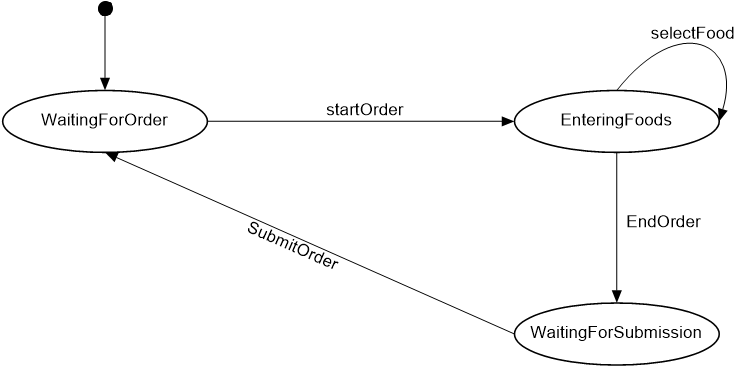 selectFood
startOrder
WaitingForOrder
EnteringFoods
EndOrder
SubmitOrder
WaitingForSubmission